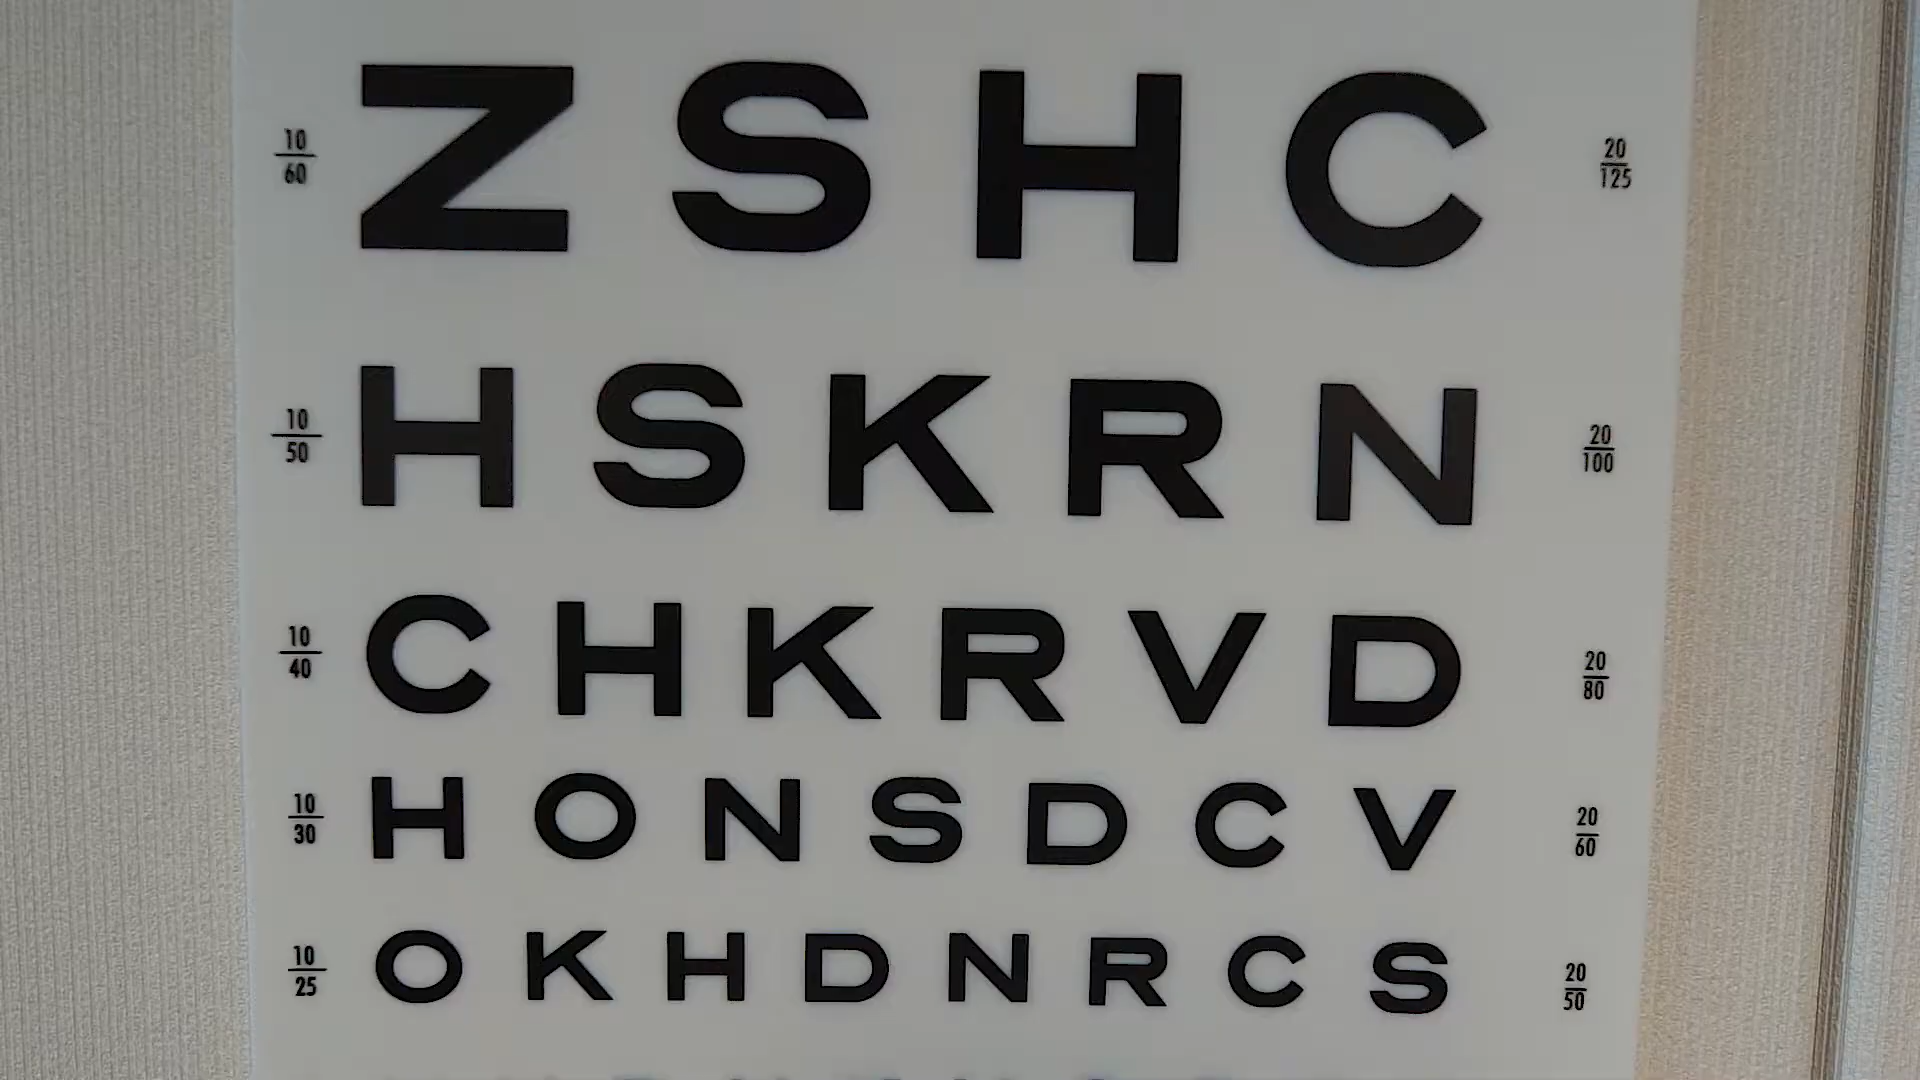 10/60 Z S H C 20/125
10/50 H S K R N 20/100
10/40 C H K R V D 20/80
10/30 H O N S D C V 20/60
10/25 O K H D N R C S 20/50